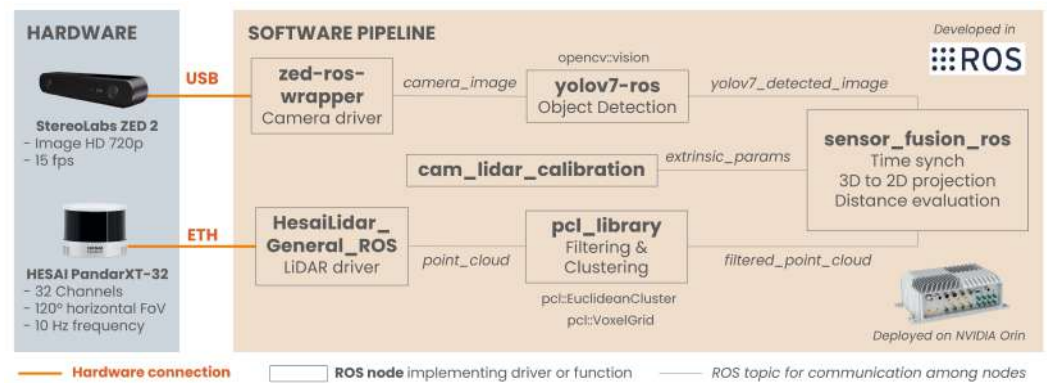 HARDWARE
SOFTWARE PIPELINE
Developed in
ROS
USB
zed-ros-
wrapper
Camera driver
camera_image
opencv::vision
yolov7-ros
Object Detection
yolov7_detected_image
StereoLabs ZED 2
- Image HD 720p
- 15 fps
cam_lidar_calibration
extrinsic_params
sensor_fusion_ros
Time synch
3D to 2D projection
Distance evaluation
ETH
HesaiLidar_
General_ROS
LiDAR driver
point_cloud
pcl_library
Filtering &
Clustering
filtered_point_cloud
HESAI PandarXT-32
- 32 Channels
- 120º horizontal FoV
- 10 Hz frequency
pcl::EuclideanCluster
pcl::VoxelGrid
Deployed on NVIDIA Orin
Hardware connection
ROS node implementing driver or function
ROS topic for communication among nodes